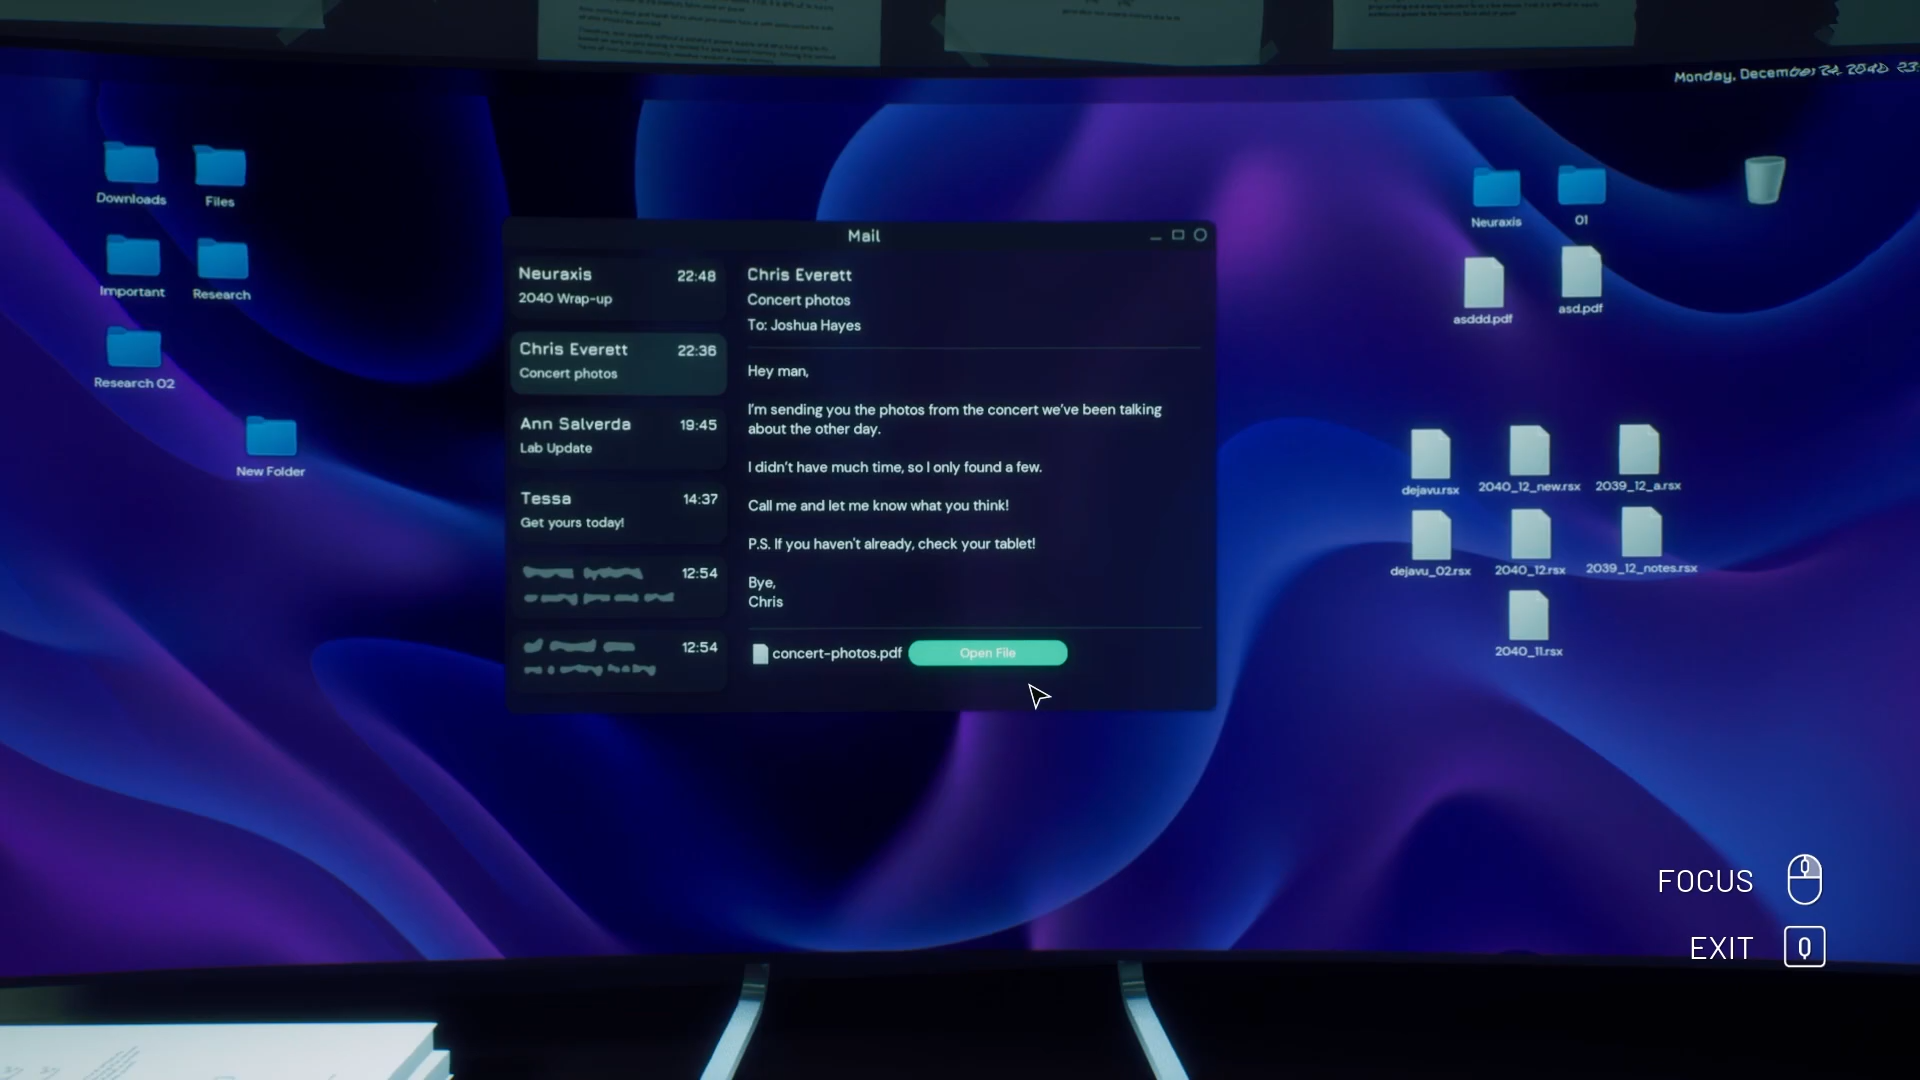 Monday, December
Downloads
Files
Important
Research
Research 02
New Folder
Mail
Neuraxis 22:48
2040 Wrap-up
Chris Everett 22:36
Concert photos
Ann Salverda 19:45
Lab Update
Tessa 14:37
Get yours today!
12:54
12:54
Chris Everett
Concert photos
To: Joshua Hayes
Hey man,
I'm sending you the photos from the concert we've been talking
about the other day.
I didn't have much time, so I only found a few.
Call me and let me know what you think!
P.S. If you haven't already, check your tablet!
Bye,
Chris
concert-photos.pdf Open File
Neuraxis
01
asddd.pdf
asd.pdf
dejavu.rsx
2040_12_new.rsx
2039_12_a.rsx
dejavu_02.rsx
2040_12.rsx
2039_12_notes.rsx
2040_11.rsx
FOCUS
EXIT